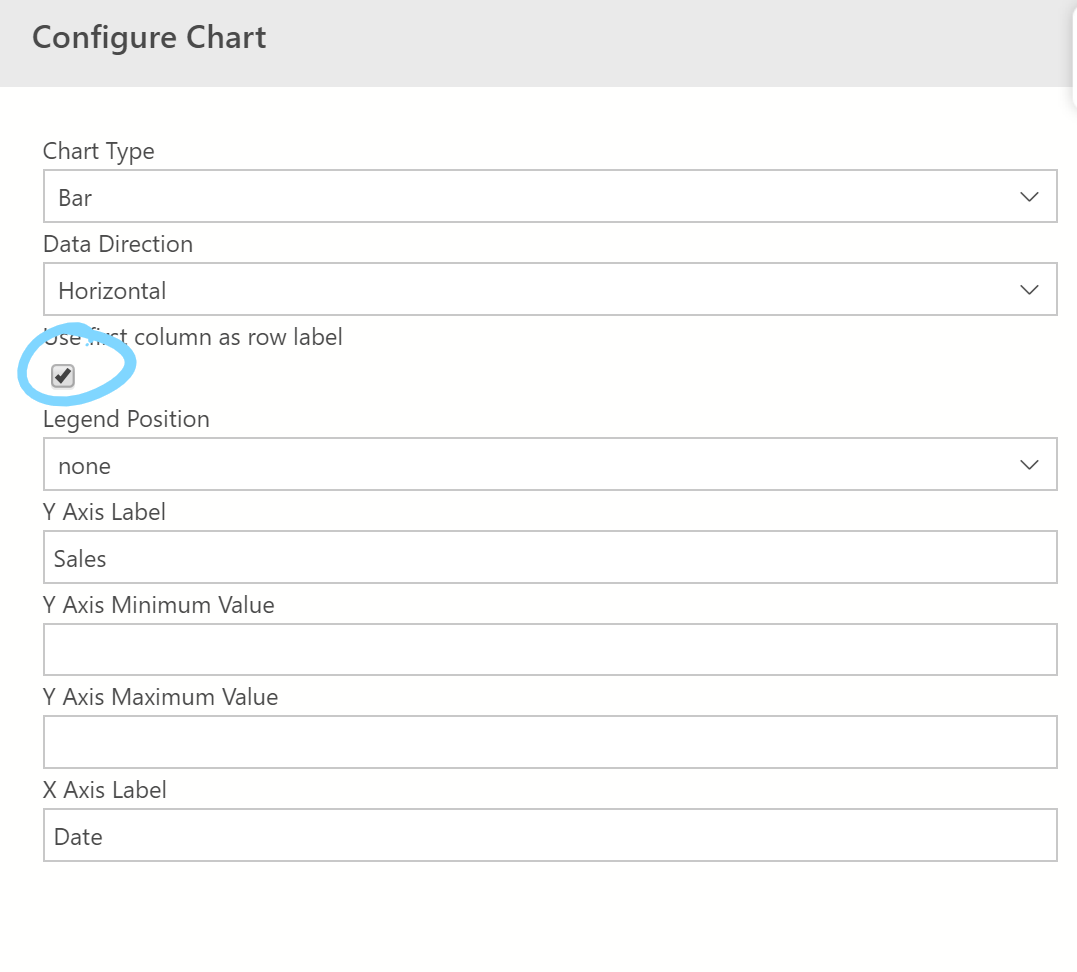 Configure Chart
Chart Type
Bar
Data Direction
Horizontal
Use first column as row label
Legend Position
none
Y Axis Label
Sales
Y Axis Minimum Value
Y Axis Maximum Value
X Axis Label
Date